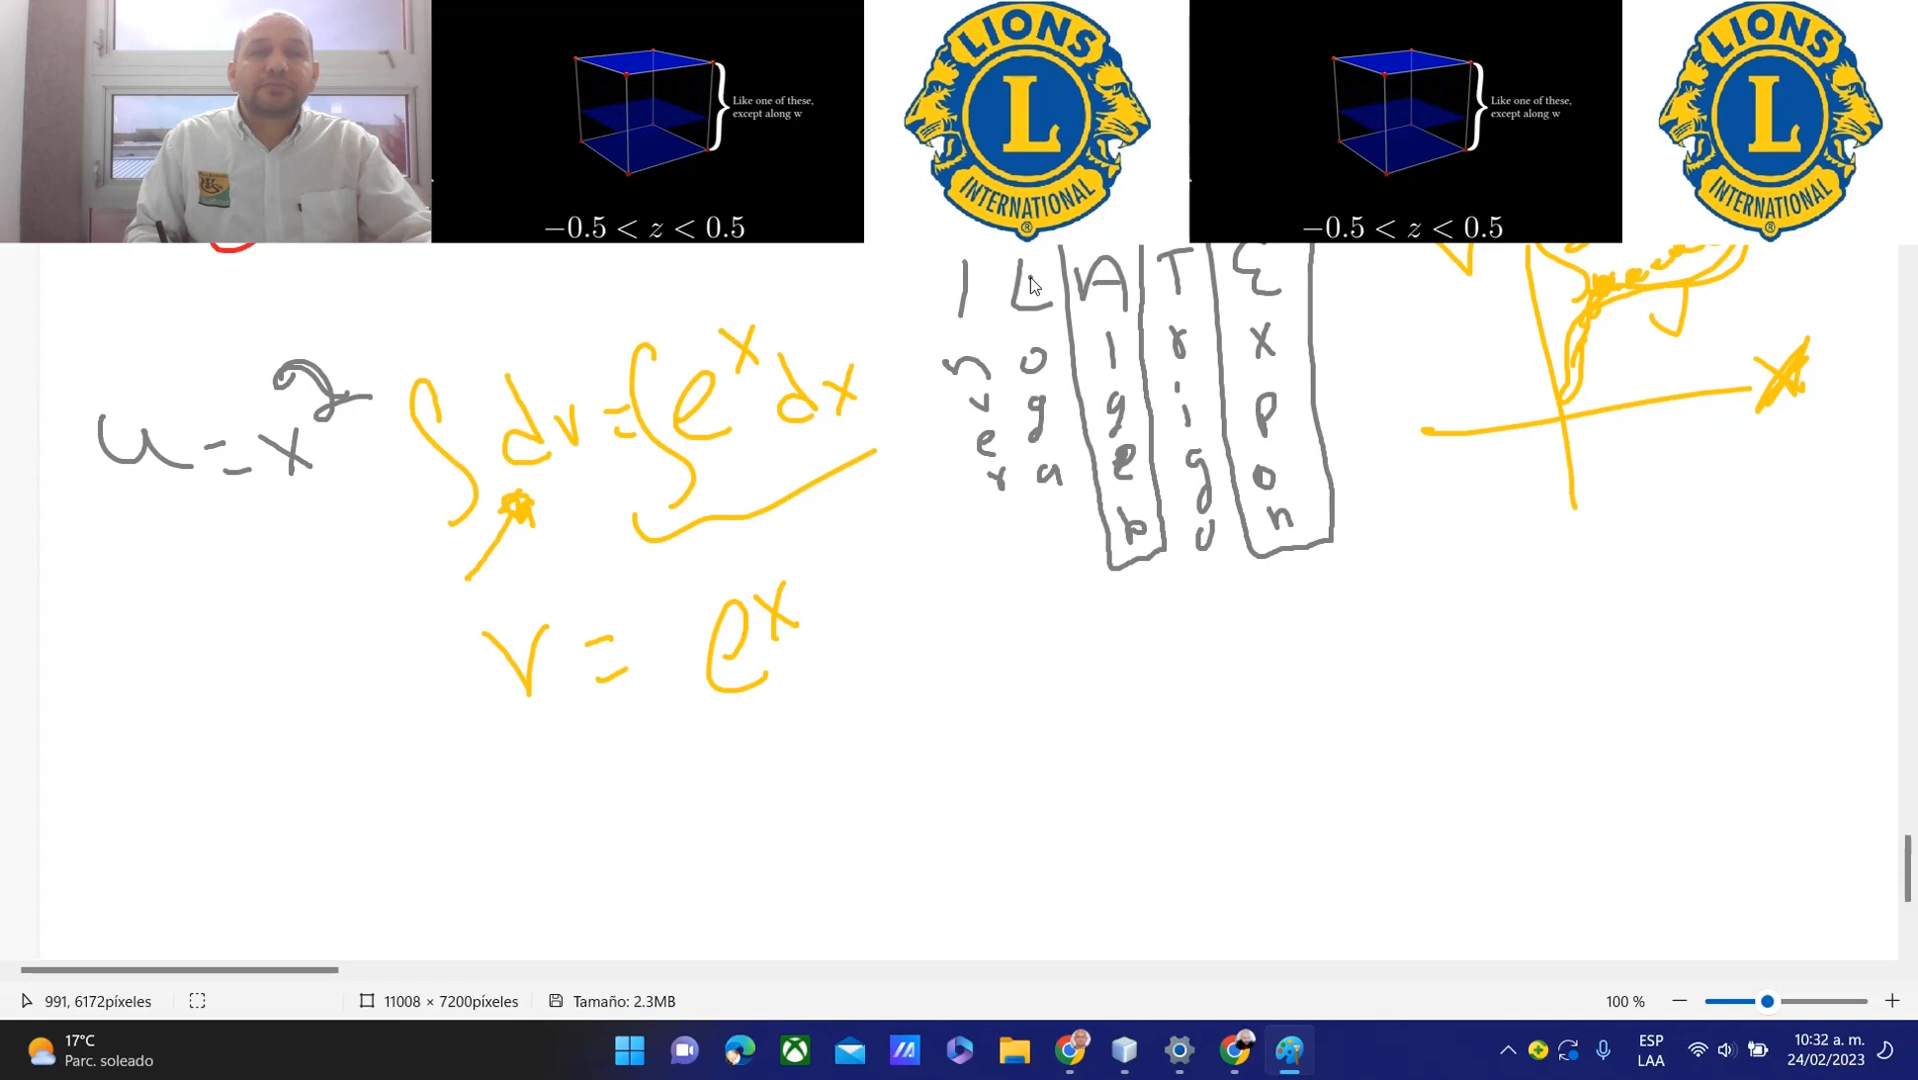 Like one of these,
except along w
−0.5 < z < 0.5
LIONS
L
INTERNATIONAL
®
Like one of these,
except along w
−0.5 < z < 0.5
LIONS
L
INTERNATIONAL
®
I L A T E
n o l r x
v g g i p
e a e g o
r b o n
u = x²
∫ dv = ∫ e^x dx
v = e^x
991, 6172píxeles
11008 × 7200píxeles
Tamaño: 2.3MB
100 %
17°C
Parc. soleado
ESP
LAA
10:32 a. m.
24/02/2023